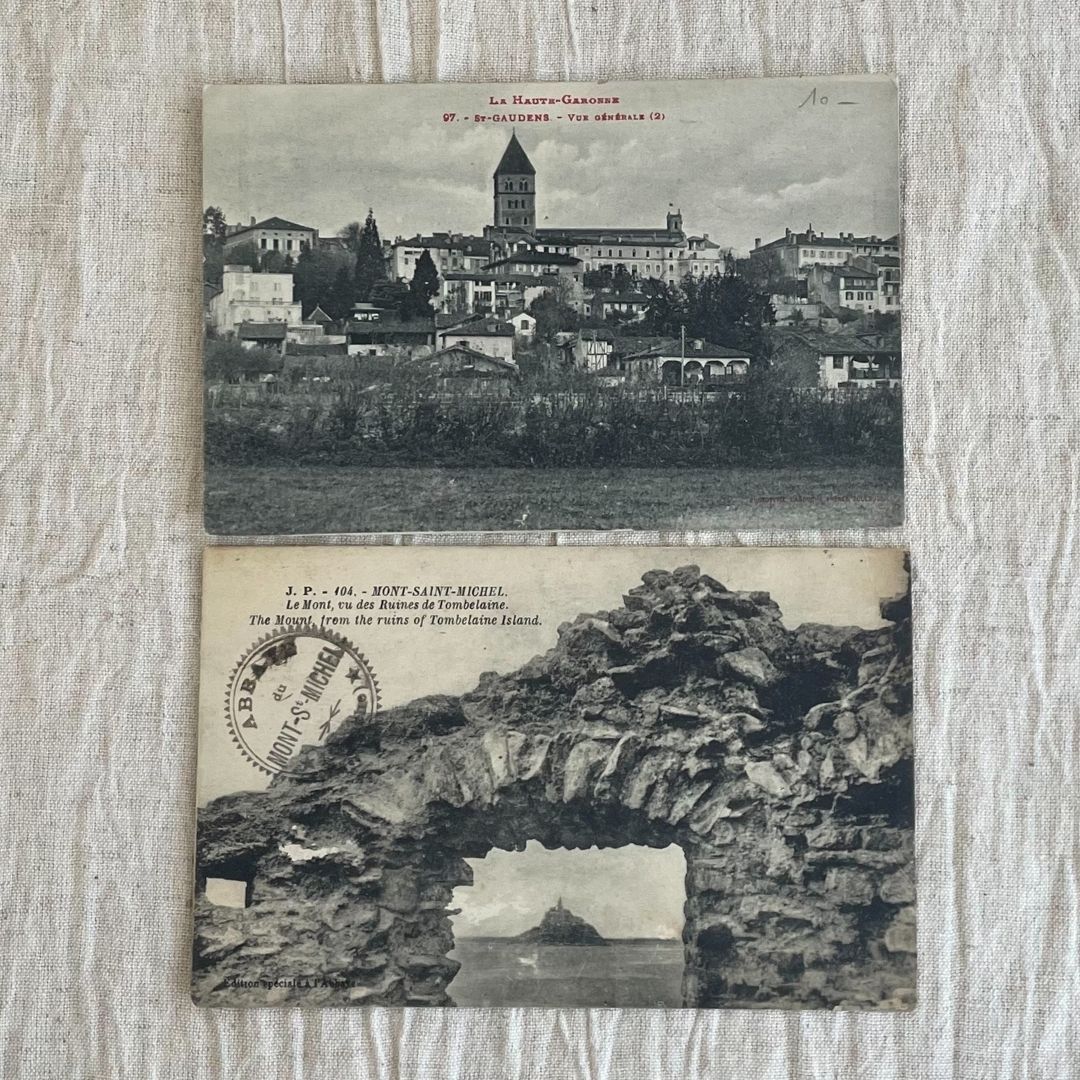 La Haute-Garonne
97. - St-GAUDENS. - Vue générale (2)
10 -
J. P. - 104. - MONT-SAINT-MICHEL.
Le Mont, vu des Ruines de Tombelaine.
The Mount, from the ruins of Tombelaine Island.
ABBAYE
du
MONT-St MICHEL
Edition spéciale à l'Abbaye